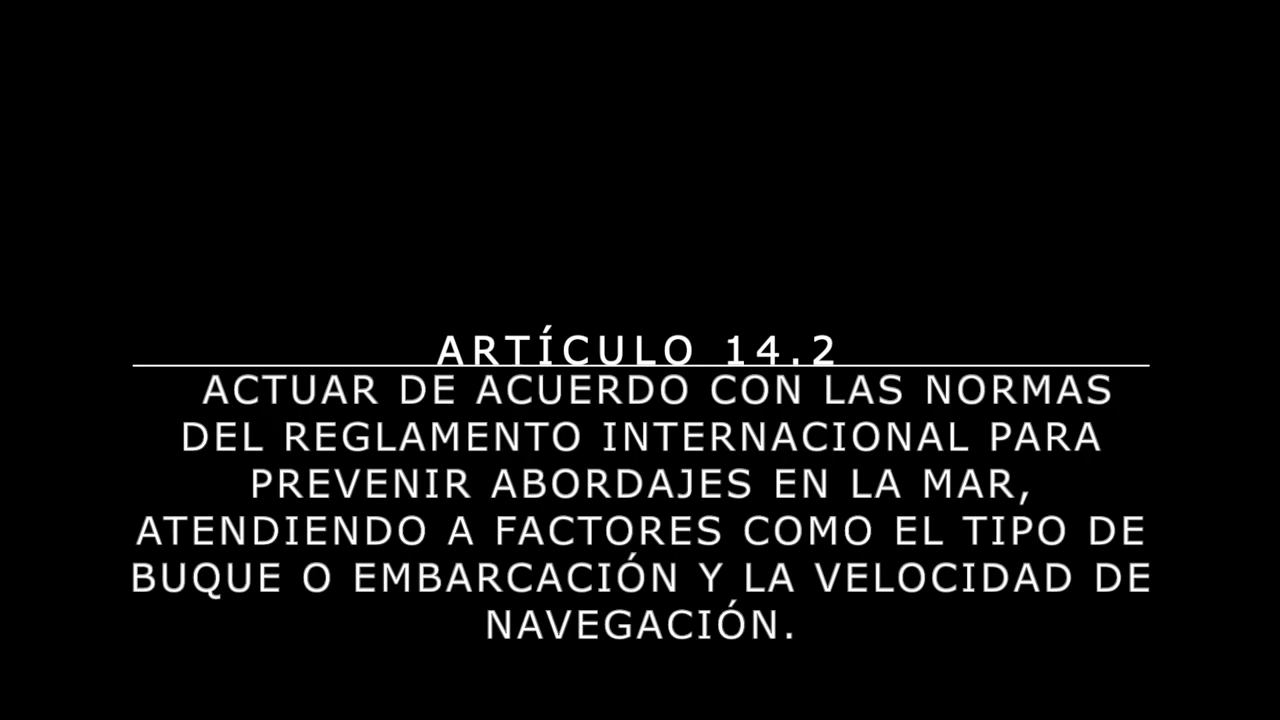 ARTÍCULO 14.2
ACTUAR DE ACUERDO CON LAS NORMAS
DEL REGLAMENTO INTERNACIONAL PARA
PREVENIR ABORDAJES EN LA MAR,
ATENDIENDO A FACTORES COMO EL TIPO DE
BUQUE O EMBARCACIÓN Y LA VELOCIDAD DE
NAVEGACIÓN.